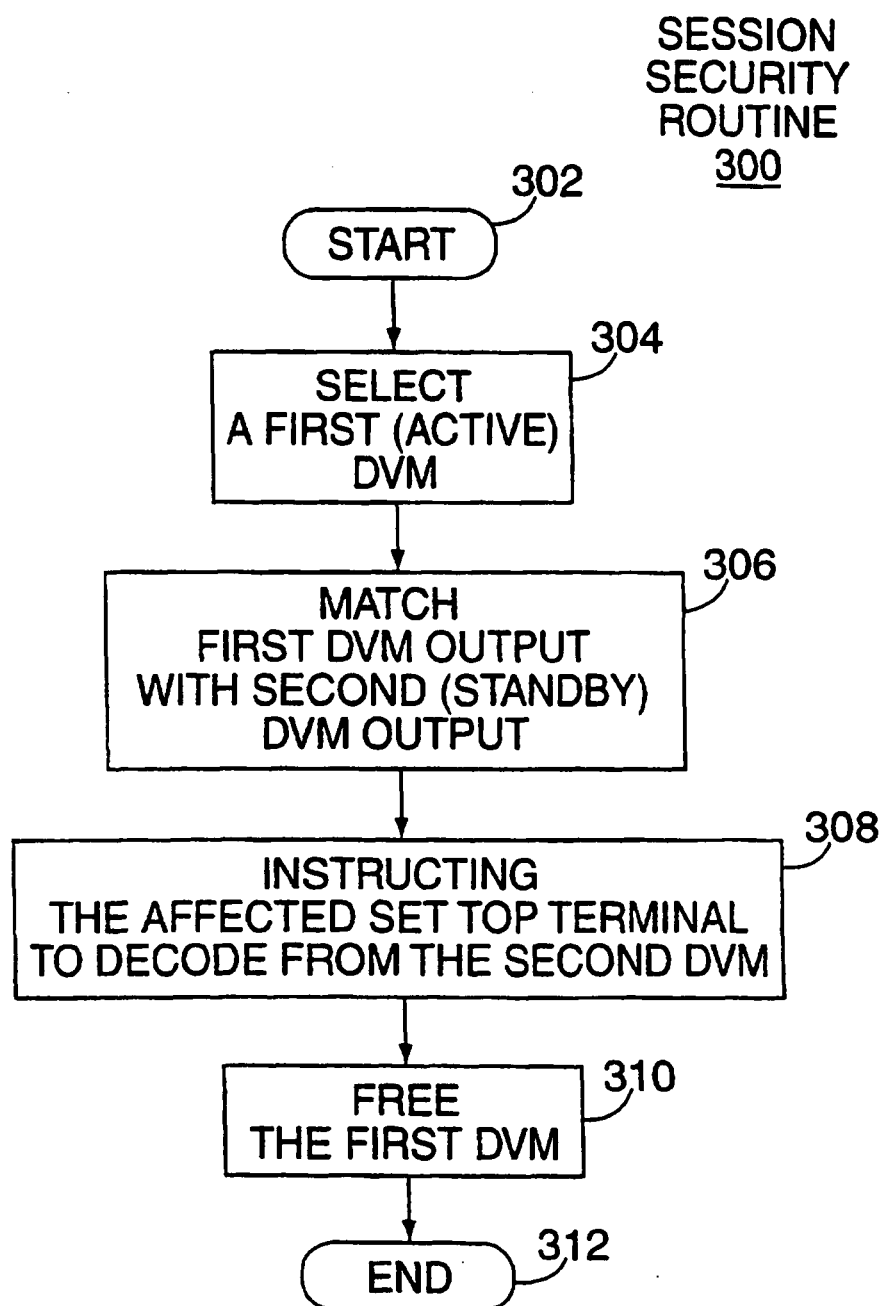 SESSION
SECURITY
ROUTINE
300
302
START
304
SELECT
A FIRST (ACTIVE)
DVM
306
MATCH
FIRST DVM OUTPUT
WITH SECOND (STANDBY)
DVM OUTPUT
308
INSTRUCTING
THE AFFECTED SET TOP TERMINAL
TO DECODE FROM THE SECOND DVM
310
FREE
THE FIRST DVM
312
END